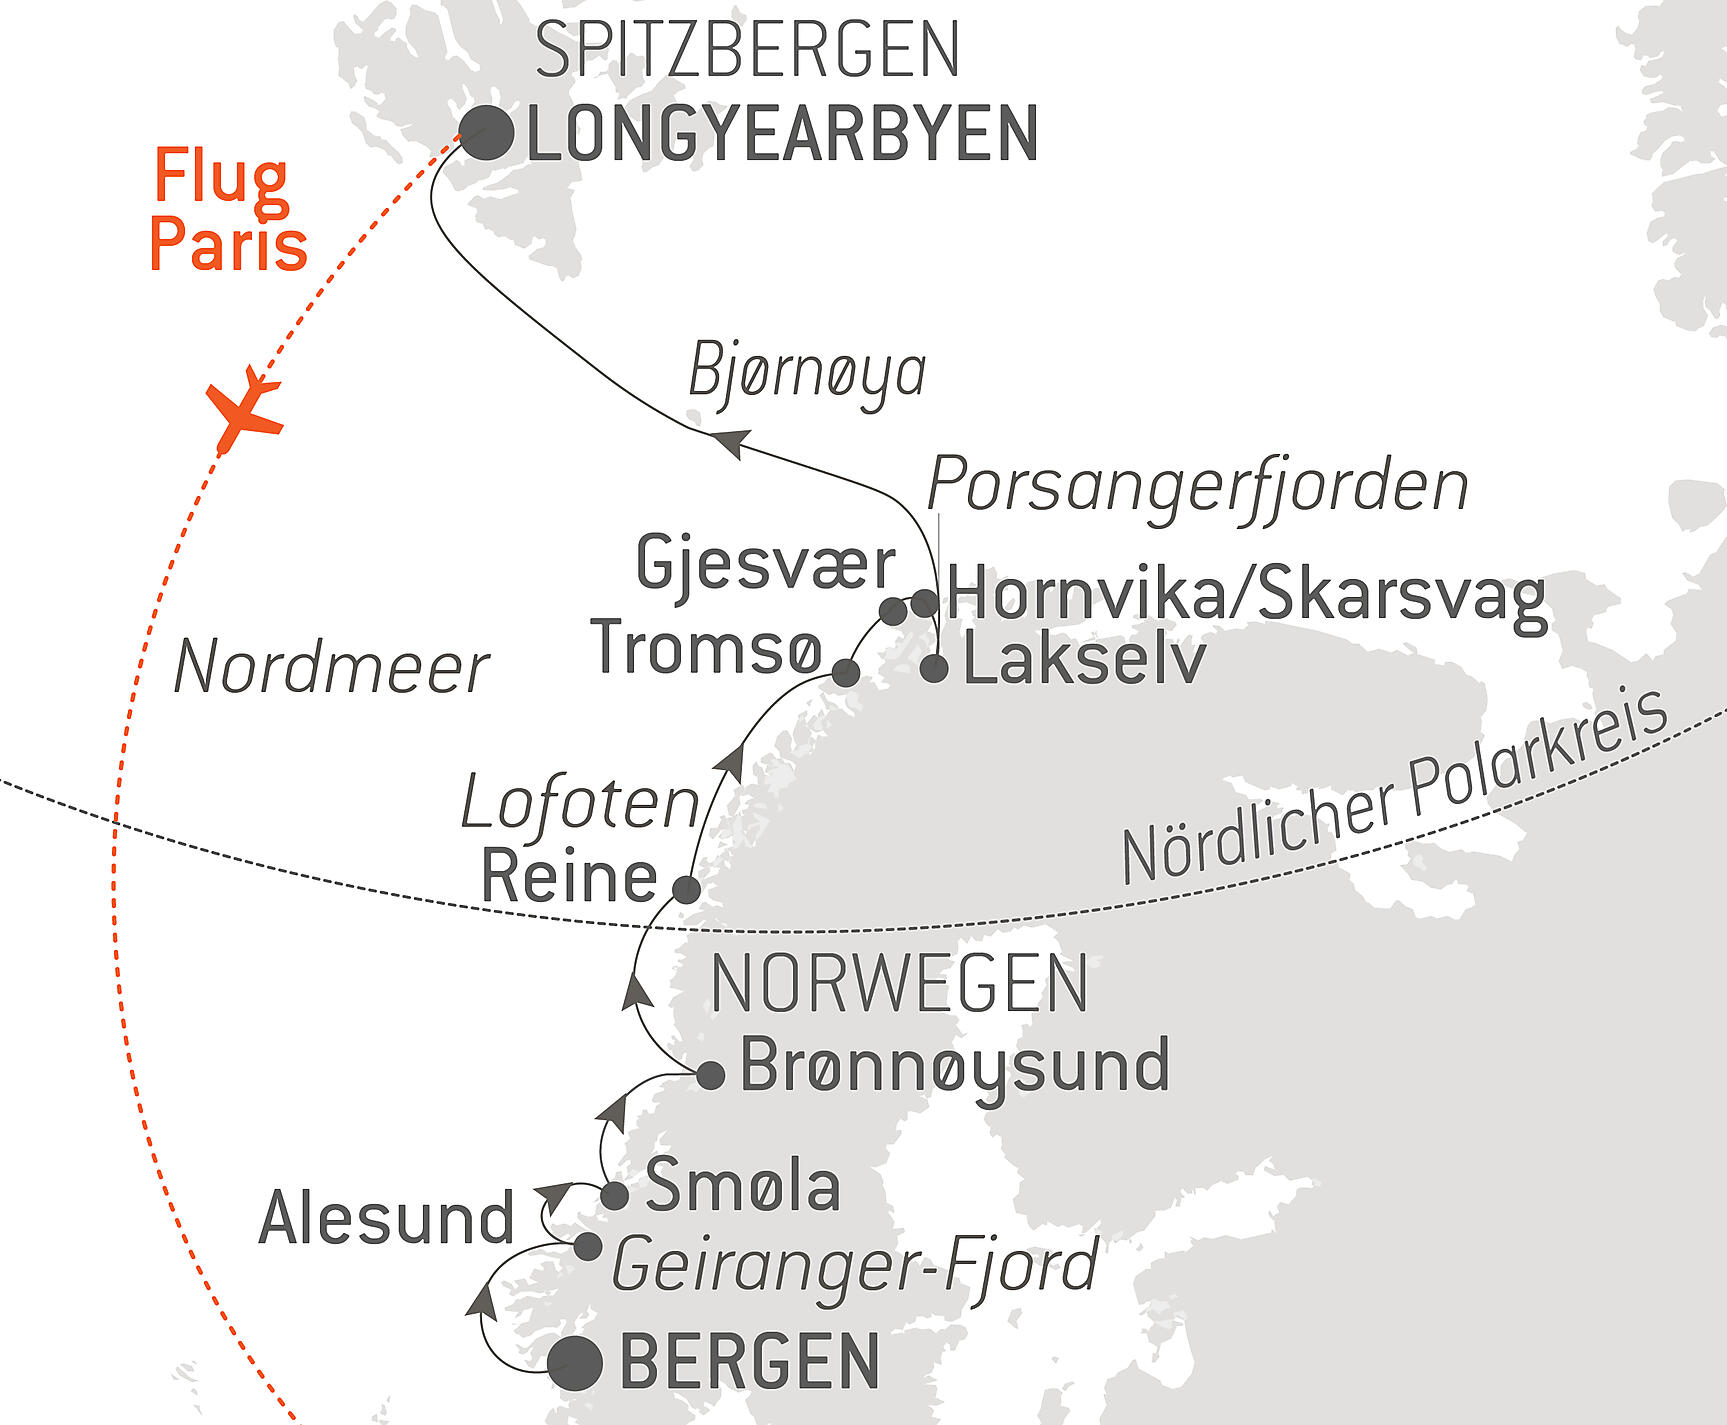 SPITZBERGEN
LONGYEARBYEN
Flug
Paris
Bjørnøya
Porsangerfjorden
Gjesvær
Hornvika/Skarsvag
Tromsø
Lakselv
Nordmeer
Nördlicher Polarkreis
Lofoten
Reine
NORWEGEN
Brønnøysund
Smøla
Alesund
Geiranger-Fjord
BERGEN